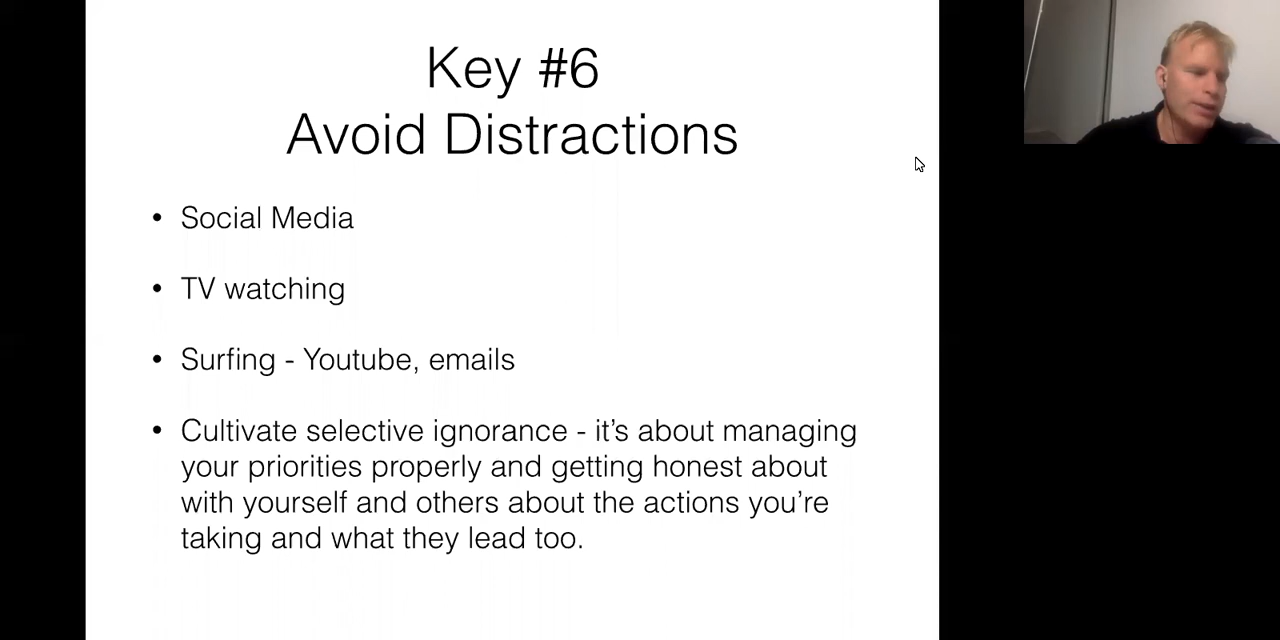 Key #6
Avoid Distractions
• Social Media
• TV watching
• Surfing - Youtube, emails
• Cultivate selective ignorance - it’s about managing
your priorities properly and getting honest about
with yourself and others about the actions you’re
taking and what they lead too.